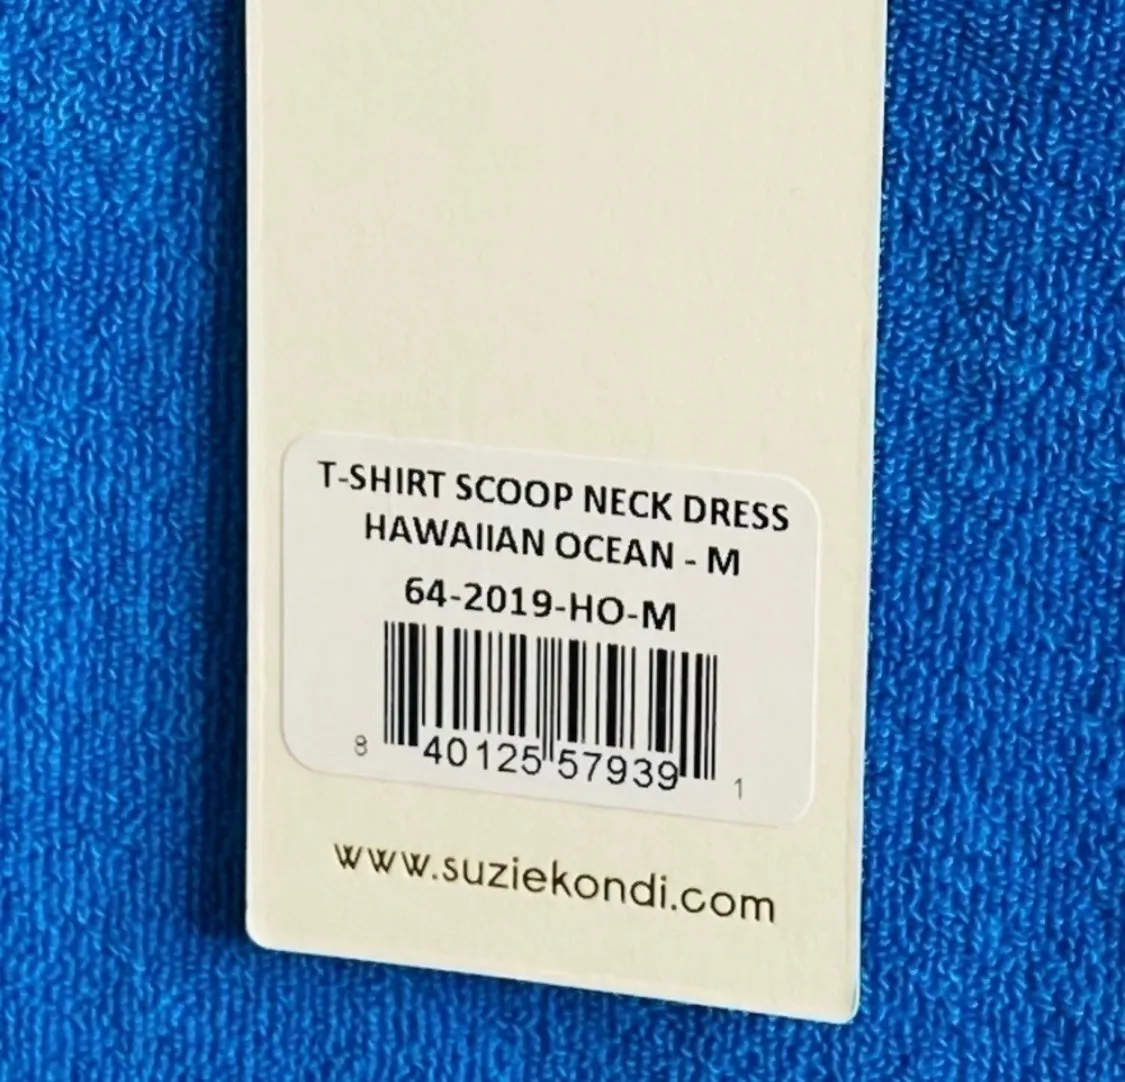 T-SHIRT SCOOP NECK DRESS
HAWAIIAN OCEAN - M
64-2019-HO-M
8 40125 57939 1
www.suziekondi.com